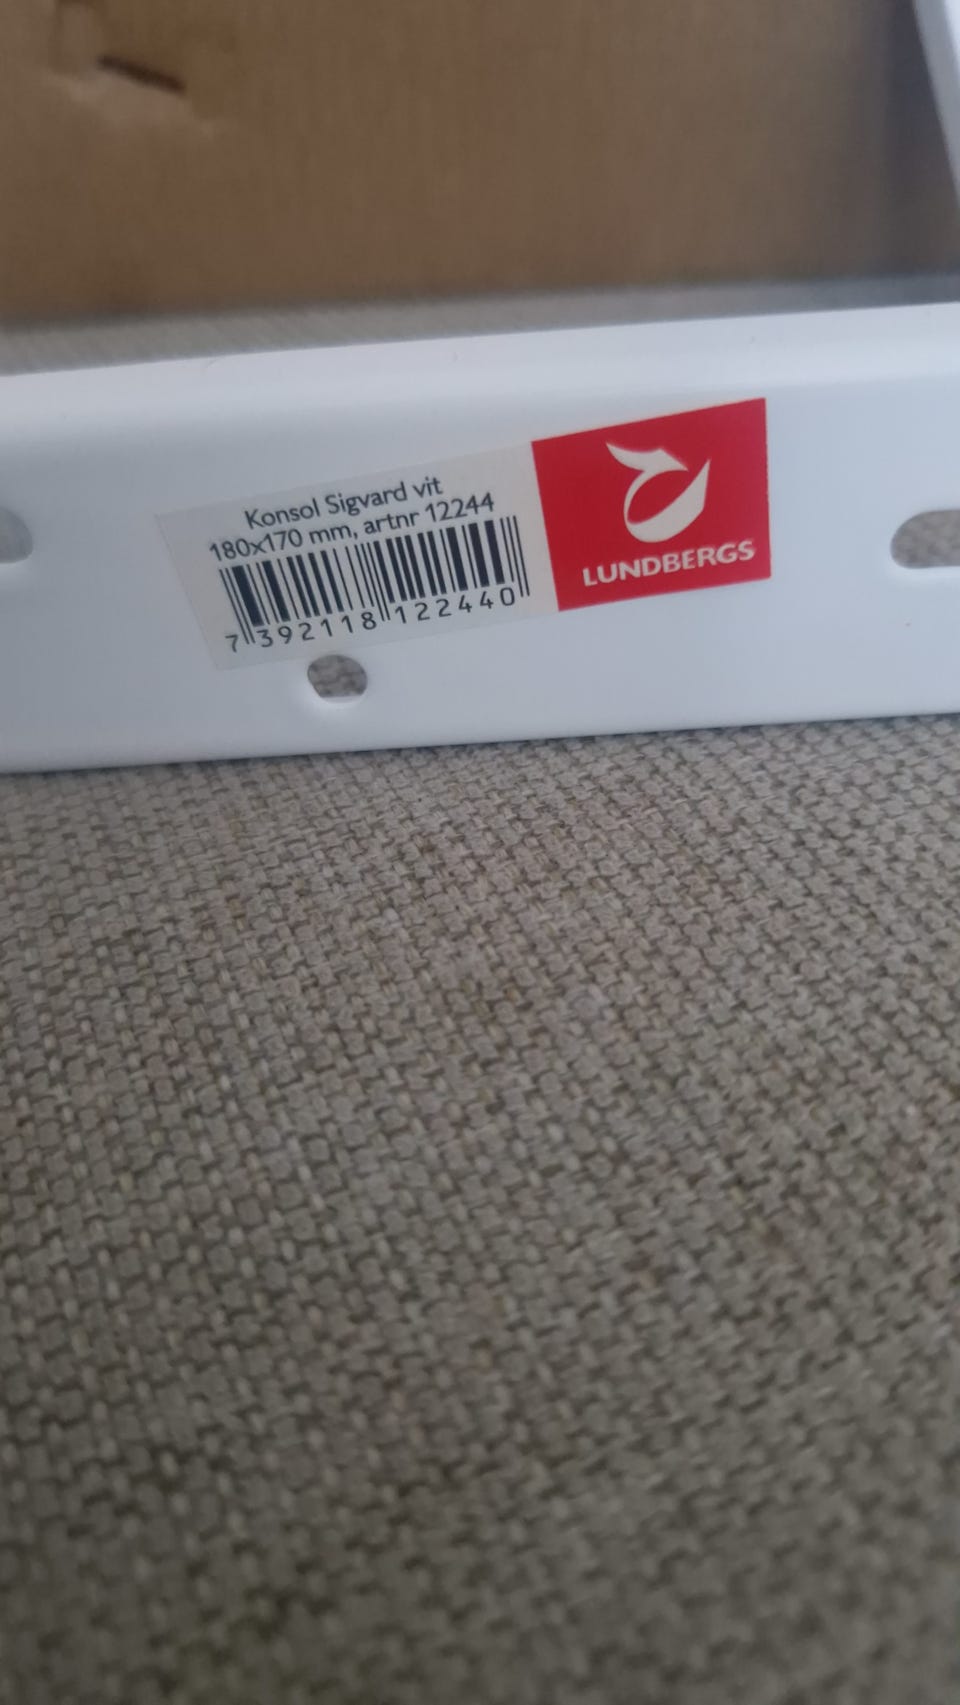 Konsol Sigvard vit
180x170 mm, artnr 12244
7 392118 122440
LUNDBERGS